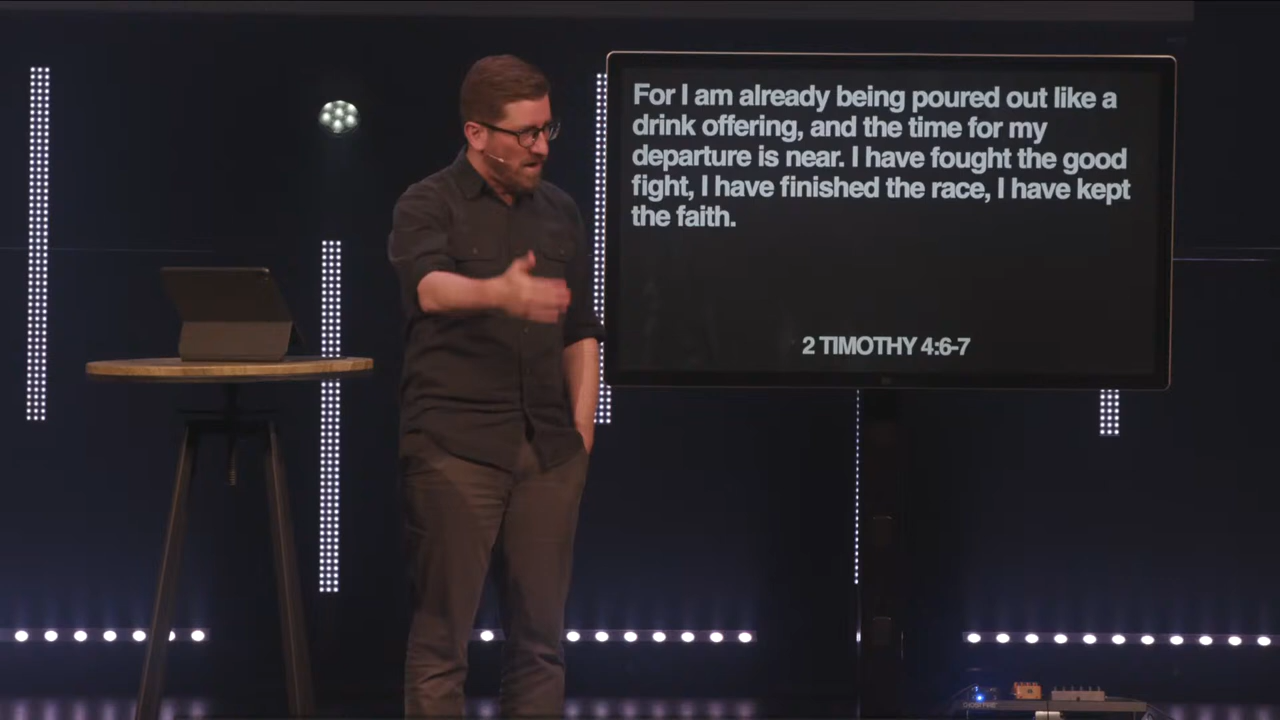 For I am already being poured out like a
drink offering, and the time for my
departure is near. I have fought the good
fight, I have finished the race, I have kept
the faith.
2 TIMOTHY 4:6-7